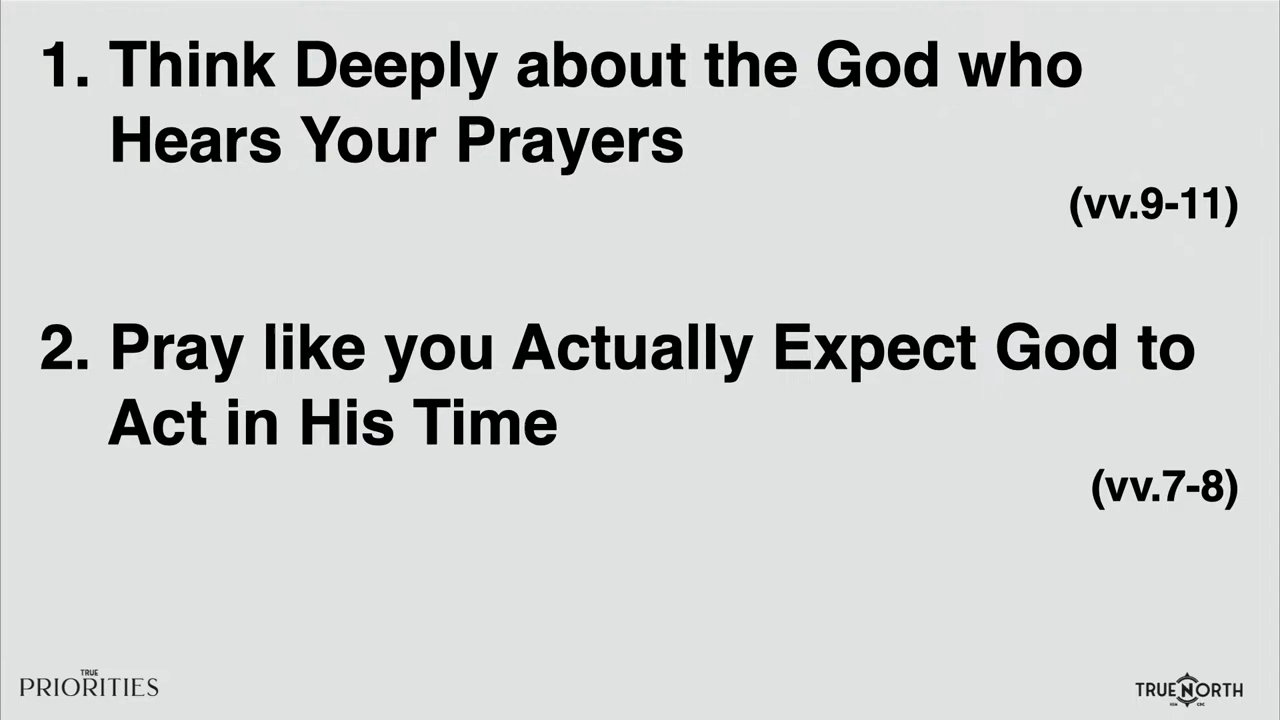 1. Think Deeply about the God who
Hears Your Prayers
(vv.9-11)
2. Pray like you Actually Expect God to
Act in His Time
(vv.7-8)
TRUE
PRIORITIES
TRUE NORTH